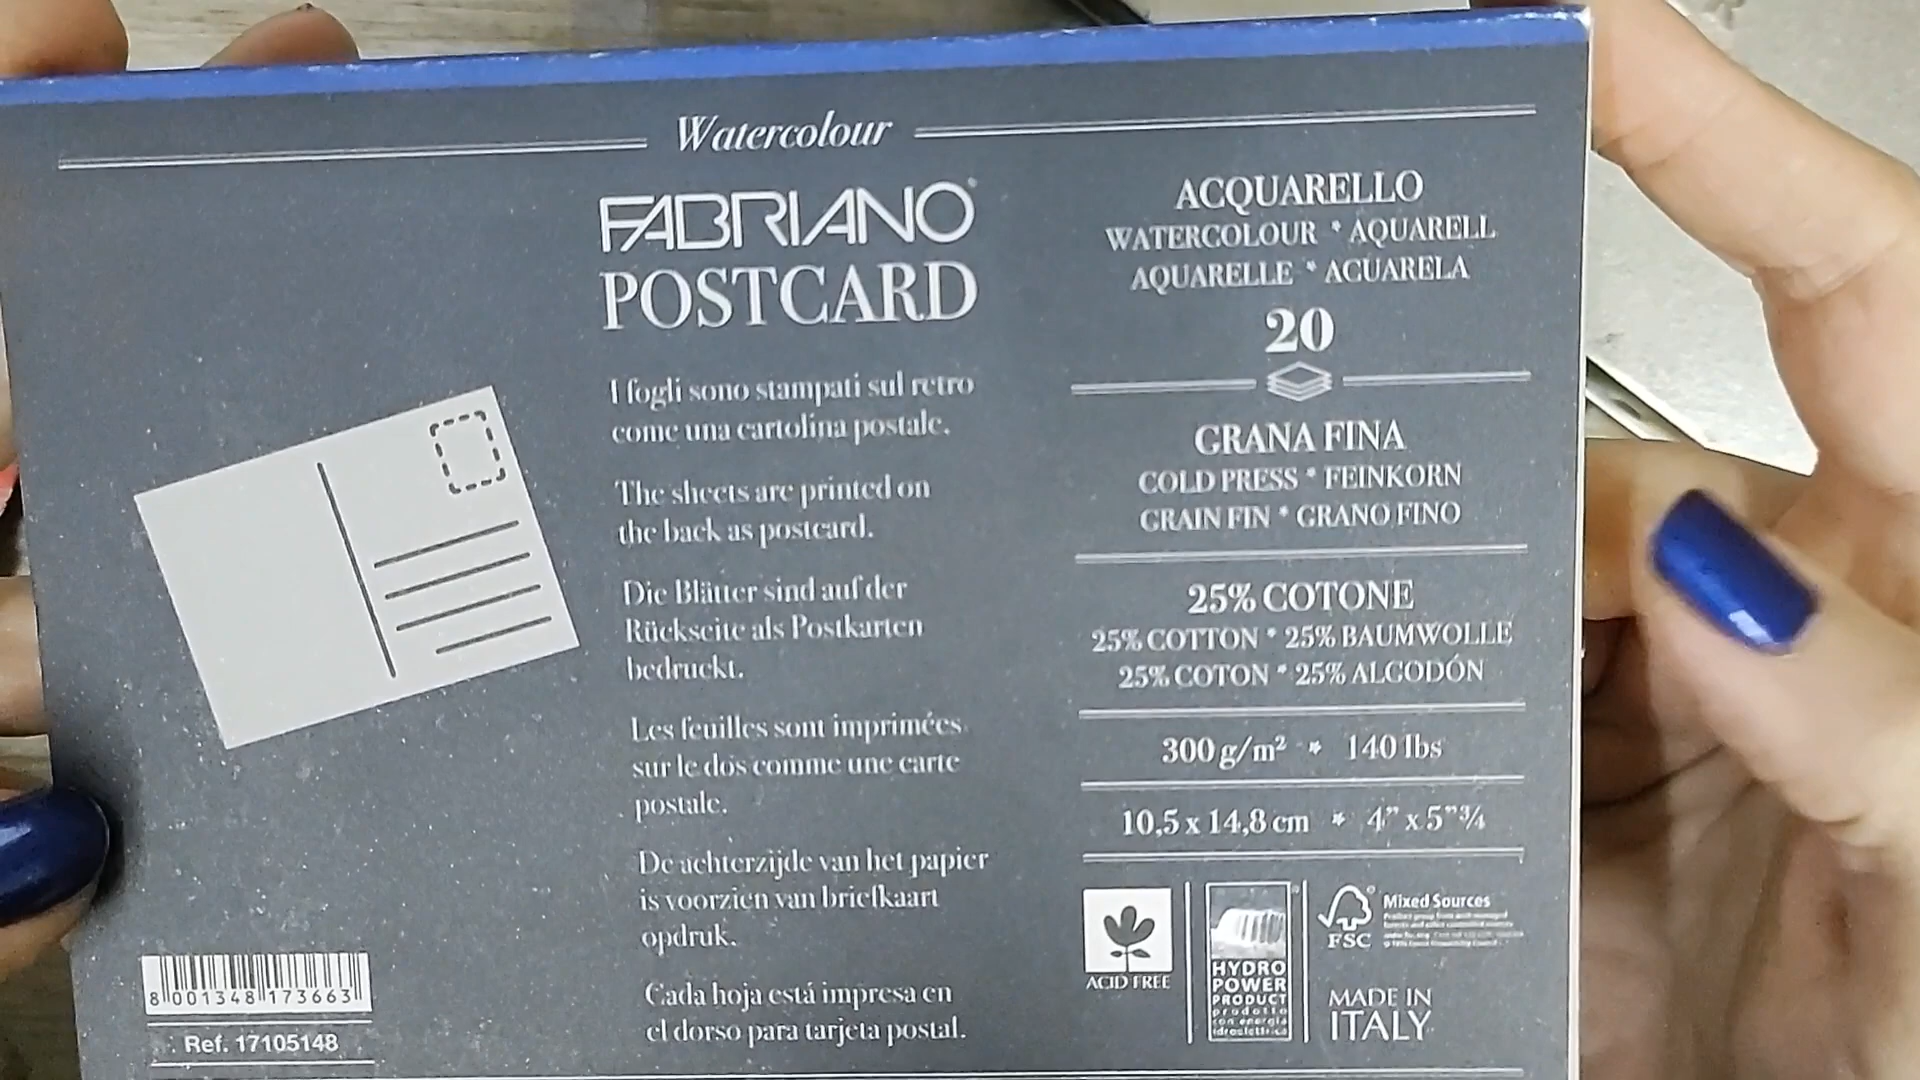 Watercolour
FABRIANO
POSTCARD
I fogli sono stampati sul retro
come una cartolina postale.
The sheets are printed on
the back as postcard.
Die Blätter sind auf der
Rückseite als Postkarten
bedruckt.
Les feuilles sont imprimées
sur le dos comme une carte
postale.
De achterzijde van het papier
is voorzien van briefkaart
opdruk.
Cada hoja está impresa en
el dorso para tarjeta postal.
8 001348 173663
Ref. 17105148
ACQUARELLO
WATERCOLOUR * AQUARELL
AQUARELLE * ACUARELA
20
GRANA FINA
COLD PRESS * FEINKORN
GRAIN FIN * GRANO FINO
25% COTONE
25% COTTON * 25% BAUMWOLLE
25% COTON * 25% ALGODÓN
300 g/m² * 140 lbs
10,5 x 14,8 cm * 4” x 5”¾
ACID FREE
HYDRO
POWER
PRODUCT
prodotto
con energia
idroelettrica
FSC
Mixed Sources
MADE IN
ITALY